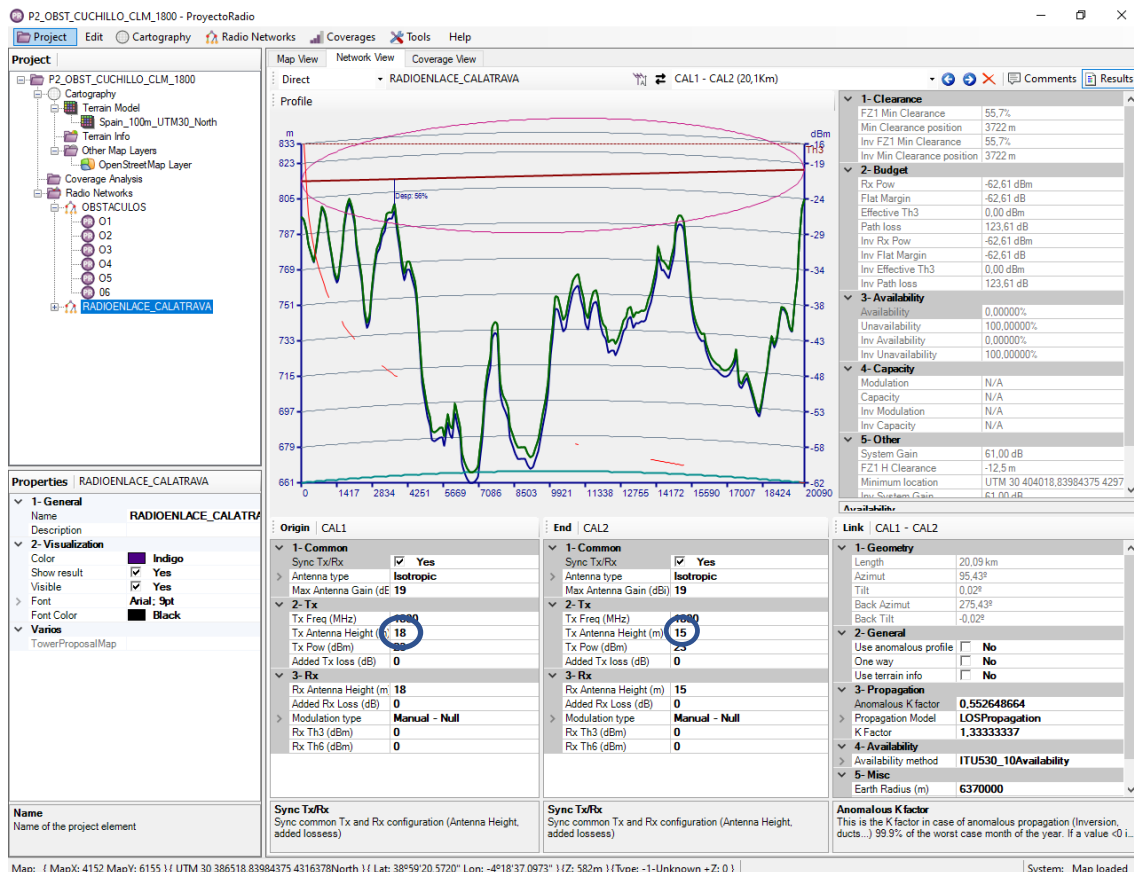 P2_OBST_CUCHILLO_CLM_1800 - ProyectoRadio
Project Edit Cartography Radio Networks Coverages Tools Help
Project
P2_OBST_CUCHILLO_CLM_1800
Cartography
Terrain Model
Spain_100m_UTM30_North
Terrain Info
Other Map Layers
OpenStreetMap Layer
Coverage Analysis
Radio Networks
OBSTACULOS
O1
O2
O3
O4
O5
06
RADIOENLACE_CALATRAVA
Map View Network View Coverage View
Direct RADIOENLACE_CALATRAVA CAL1 - CAL2 (20,1Km) Comments Results
Profile
m
833
823
805
787
769
751
733
715
697
679
661
Desp: 56%
dBm
-16
Th3
-19
-24
-29
-34
-38
-43
-48
-53
-58
-62
0 1417 2834 4251 5669 7086 8503 9921 11338 12755 14172 15590 17007 18424 20090
1- Clearance
FZ1 Min Clearance 55,7%
Min Clearance position 3722 m
Inv FZ1 Min Clearance 55,7%
Inv Min Clearance position 3722 m
2- Budget
Rx Pow -62,61 dBm
Flat Margin -62,61 dB
Effective Th3 0,00 dBm
Path loss 123,61 dB
Inv Rx Pow -62,61 dBm
Inv Flat Margin -62,61 dB
Inv Effective Th3 0,00 dBm
Inv Path loss 123,61 dB
3- Availability
Availability 0,00000%
Unavailability 100,00000%
Inv Availability 0,00000%
Inv Unavailability 100,00000%
4- Capacity
Modulation N/A
Capacity N/A
Inv Modulation N/A
Inv Capacity N/A
5- Other
System Gain 61,00 dB
FZ1 H Clearance -12,5 m
Minimum location UTM 30 404018,83984375 4297
Inv System Gain 61,00 dB
Availability
Properties RADIOENLACE_CALATRAVA
1- General
Name RADIOENLACE_CALATRA
Description
2- Visualization
Color Indigo
Show result Yes
Visible Yes
Font Arial; 9pt
Font Color Black
Varios
TowerProposalMap
Name
Name of the project element
Origin CAL1
1- Common
Sync Tx/Rx Yes
Antenna type Isotropic
Max Antenna Gain (dE 19
2- Tx
Tx Freq (MHz)
Tx Antenna Height (m) 18
Tx Pow (dBm)
Added Tx loss (dB) 0
3- Rx
Rx Antenna Height (m 18
Added Rx Loss (dB) 0
Modulation type Manual - Null
Rx Th3 (dBm) 0
Rx Th6 (dBm) 0
Sync Tx/Rx
Sync common Tx and Rx configuration (Antenna Height,
added lossess)
End CAL2
1- Common
Sync Tx/Rx Yes
Antenna type Isotropic
Max Antenna Gain (dBi) 19
2- Tx
Tx Freq (MHz)
Tx Antenna Height (m) 15
Tx Pow (dBm) 23
Added Tx loss (dB) 0
3- Rx
Rx Antenna Height (m) 15
Added Rx Loss (dB) 0
Modulation type Manual - Null
Rx Th3 (dBm) 0
Rx Th6 (dBm) 0
Sync Tx/Rx
Sync common Tx and Rx configuration (Antenna Height,
added lossess)
Link CAL1 - CAL2
1- Geometry
Length 20,09 km
Azimut 95,43º
Tilt 0,02º
Back Azimut 275,43º
Back Tilt -0,02º
2- General
Use anomalous profile No
One way No
Use terrain info No
3- Propagation
Anomalous K factor 0,552648664
Propagation Model LOSPropagation
K Factor 1,33333337
4- Availability
Availability method ITU530_10Availability
5- Misc
Earth Radius (m) 6370000
Anomalous K factor
This is the K factor in case of anomalous propagation (Inversion,
ducts...) 99.9% of the worst case month of the year. If a value <0 i...
Map: { MapX: 4152 MapY: 6155 } { UTM 30 386518,83984375 4316378North } { Lat: 38º59'20.5720" Lon: -4º18'37.0973" } {Z: 582m } {Type: -1-Unknown +Z: 0 } System: Map loaded